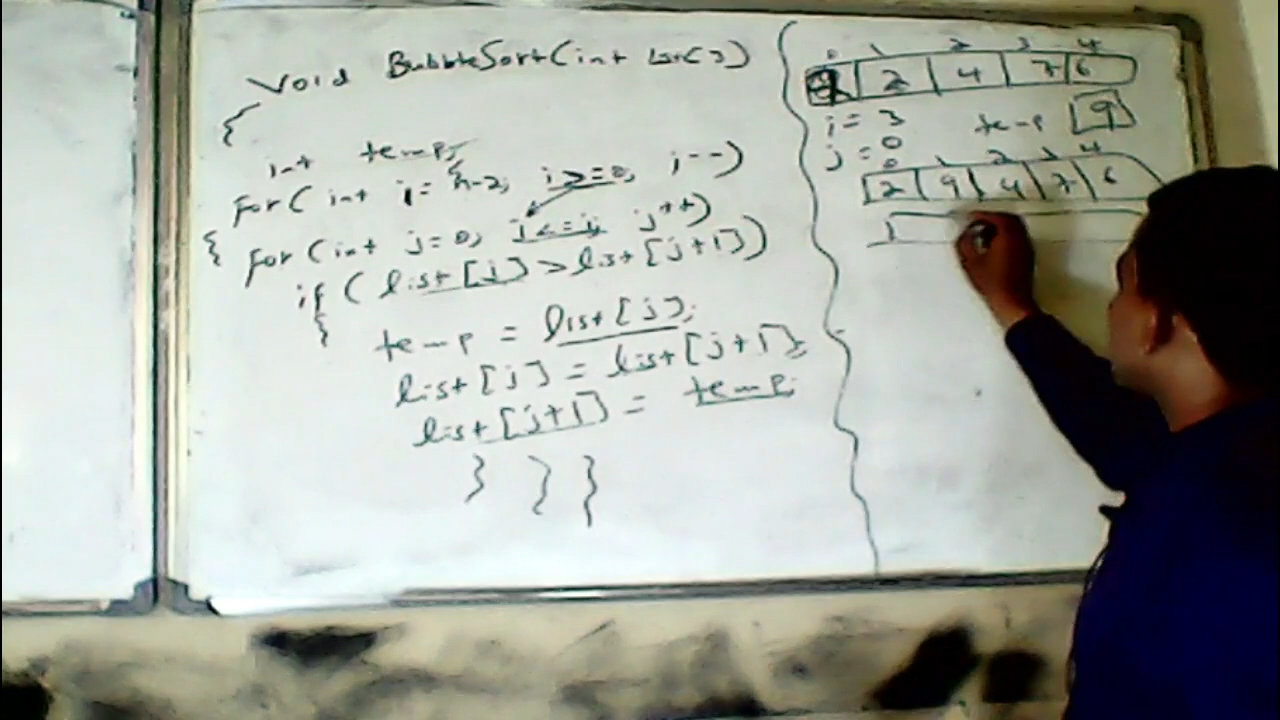 Void BubbleSort(int list[])
{
int temp;
For( int i= n-2; i>=0; i--)
{ For(int j=0; j<=i; j++)
if ( list[j] > list[j+1])
{
temp = list[j];
list[j] = list[j+1];
list[j+1] = temp;
} } }
0 1 2 3 4
2 4 7 6
i = 3 temp 9
j = 0
0 1 2 3 4
2 9 4 7 6